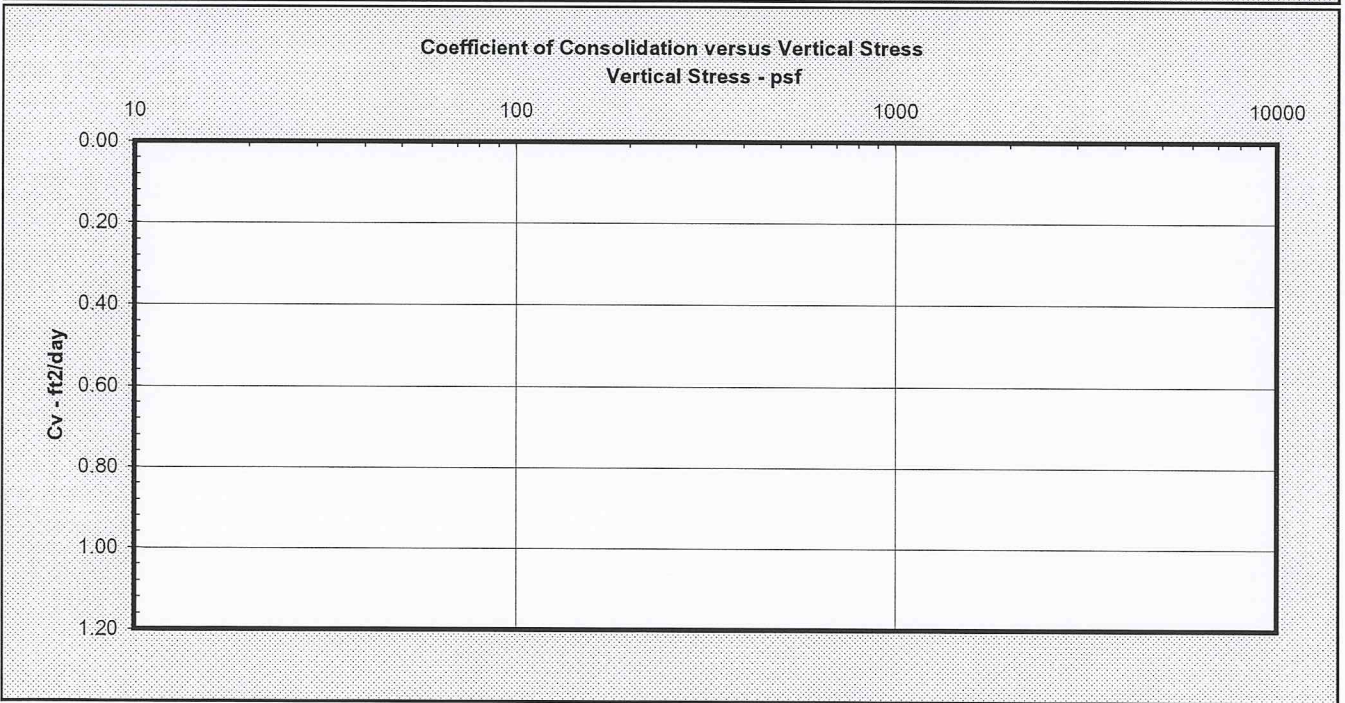 Coefficient of Consolidation versus Vertical Stress
Vertical Stress - psf
10 100 1000 10000
0.00
0.20
0.40
0.60
0.80
1.00
1.20
Cv - ft2/day